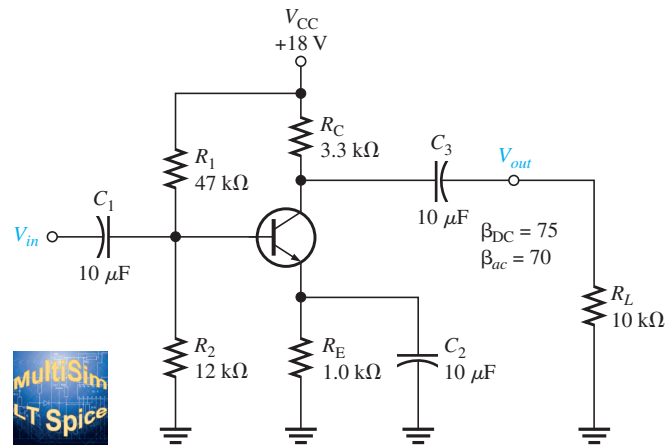 V_CC
+18 V
R_C
3.3 kΩ
C_3
V_out
R_1
47 kΩ
C_1
10 μF
V_in
β_DC = 75
β_ac = 70
10 μF
R_L
10 kΩ
R_2
12 kΩ
R_E
1.0 kΩ
C_2
10 μF
MultiSim
LT Spice